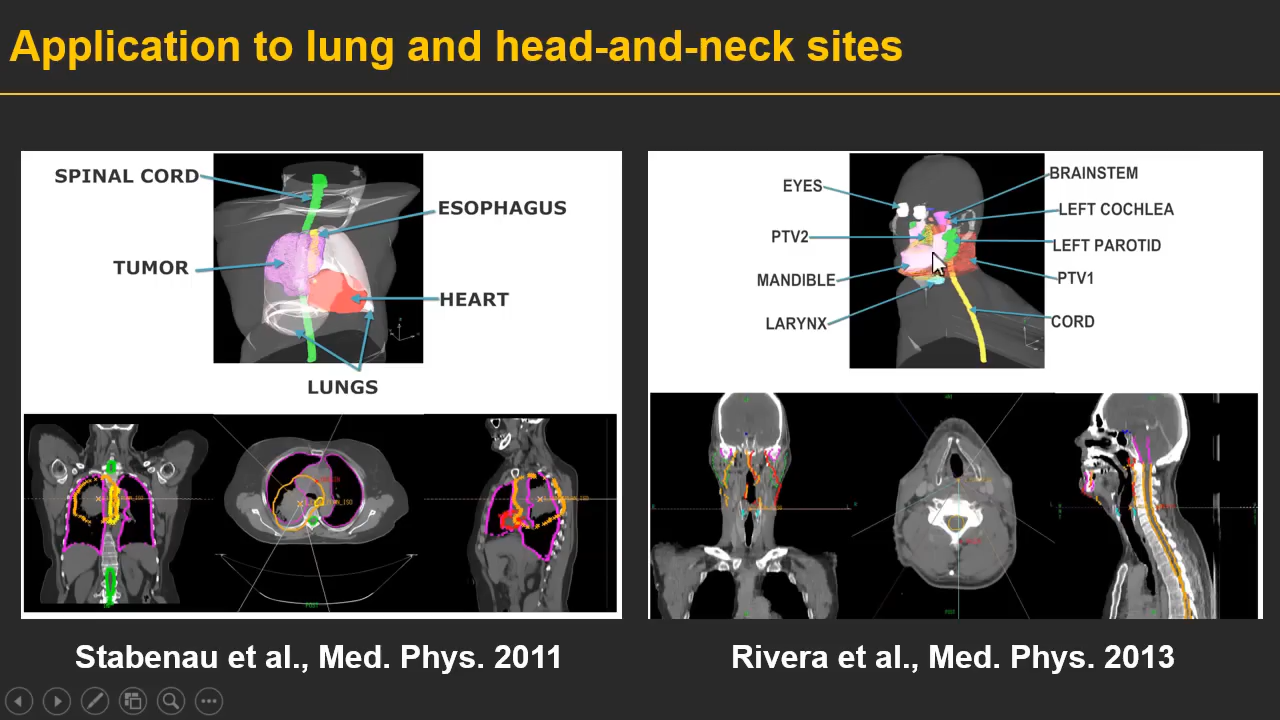 Application to lung and head-and-neck sites
SPINAL CORD
ESOPHAGUS
TUMOR
HEART
LUNGS
EYES
BRAINSTEM
LEFT COCHLEA
PTV2
LEFT PAROTID
MANDIBLE
PTV1
LARYNX
CORD
POST
Stabenau et al., Med. Phys. 2011
Rivera et al., Med. Phys. 2013